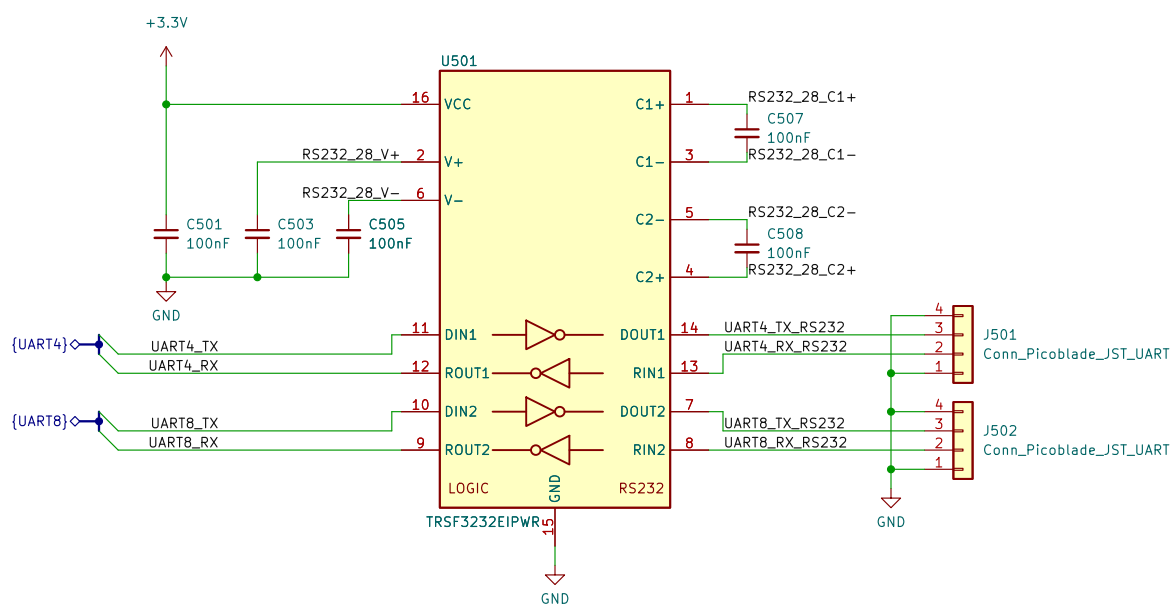 +3.3V
U501
16 VCC C1+ 1 RS232_28_C1+
C507
100nF
RS232_28_V+ 2 V+ C1- 3 RS232_28_C1-
RS232_28_V- 6 V-
C2- 5 RS232_28_C2-
C501 C503 C505
100nF 100nF 100nF
C508
100nF
C2+ 4 RS232_28_C2+
GND
{UART4} UART4_TX 11 DIN1 DOUT1 14 UART4_TX_RS232
UART4_RX 12 ROUT1 RIN1 13 UART4_RX_RS232
4
3
2
1
J501
Conn_Picoblade_JST_UART
{UART8} UART8_TX 10 DIN2 DOUT2 7 UART8_TX_RS232
UART8_RX 9 ROUT2 RIN2 8 UART8_RX_RS232
4
3
2
1
J502
Conn_Picoblade_JST_UART
LOGIC GND RS232
TRSF3232EIPWR 15
GND
GND